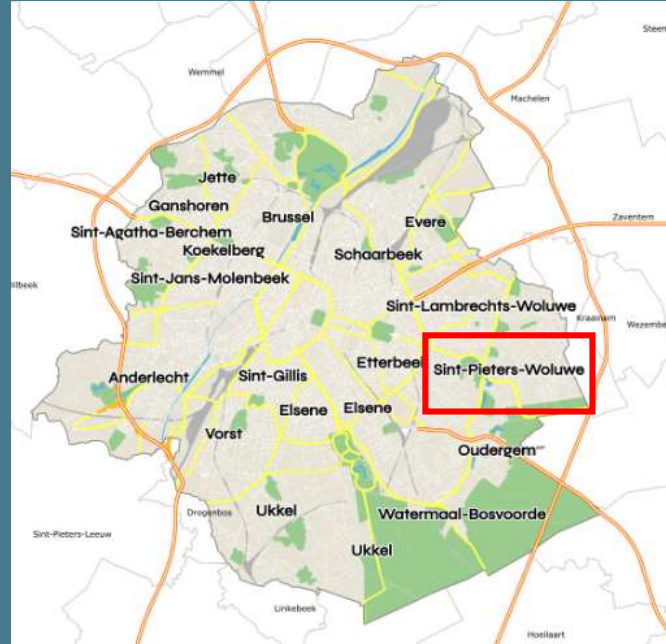 Steen
Wemmel
Machelen
Jette
Ganshoren
Brussel
Evere
Zaventem
Sint-Agatha-Berchem
Koekelberg
Schaarbeek
Sint-Jans-Molenbeek
ilbeek
Sint-Lambrechts-Woluwe
Kraainem
Wezembe
Etterbeek
Sint-Pieters-Woluwe
Anderlecht
Sint-Gillis
Elsene
Elsene
Vorst
Oudergem
Drogenbos
Ukkel
Watermaal-Bosvoorde
Sint-Pieters-Leeuw
Ukkel
Linkebeek
Hoeilaart